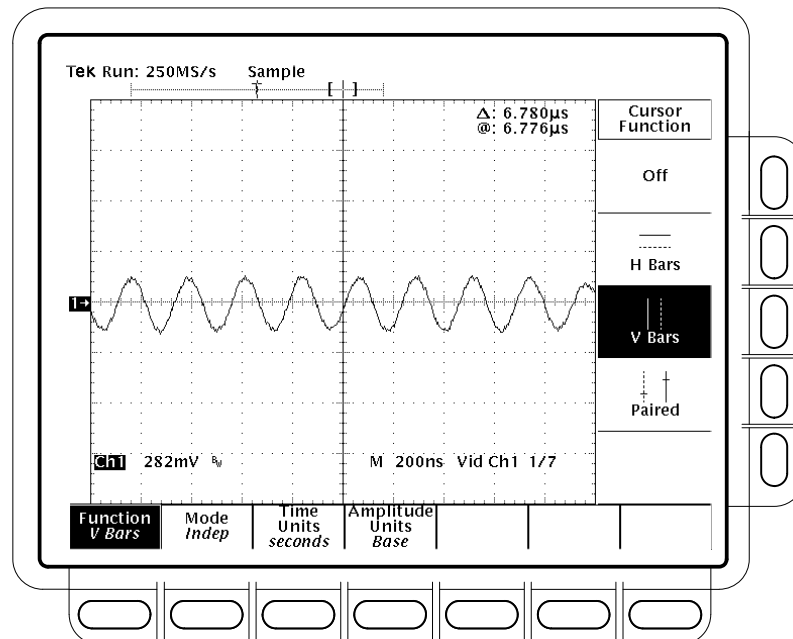 Tek Run: 250MS/s Sample
T
[ ]
Δ: 6.780µs
@: 6.776µs
Cursor
Function
Off
H Bars
V Bars
Paired
1→
Ch1 282mV BW M 200ns Vid Ch1 1/7
Function
V Bars
Mode
Indep
Time
Units
seconds
Amplitude
Units
Base